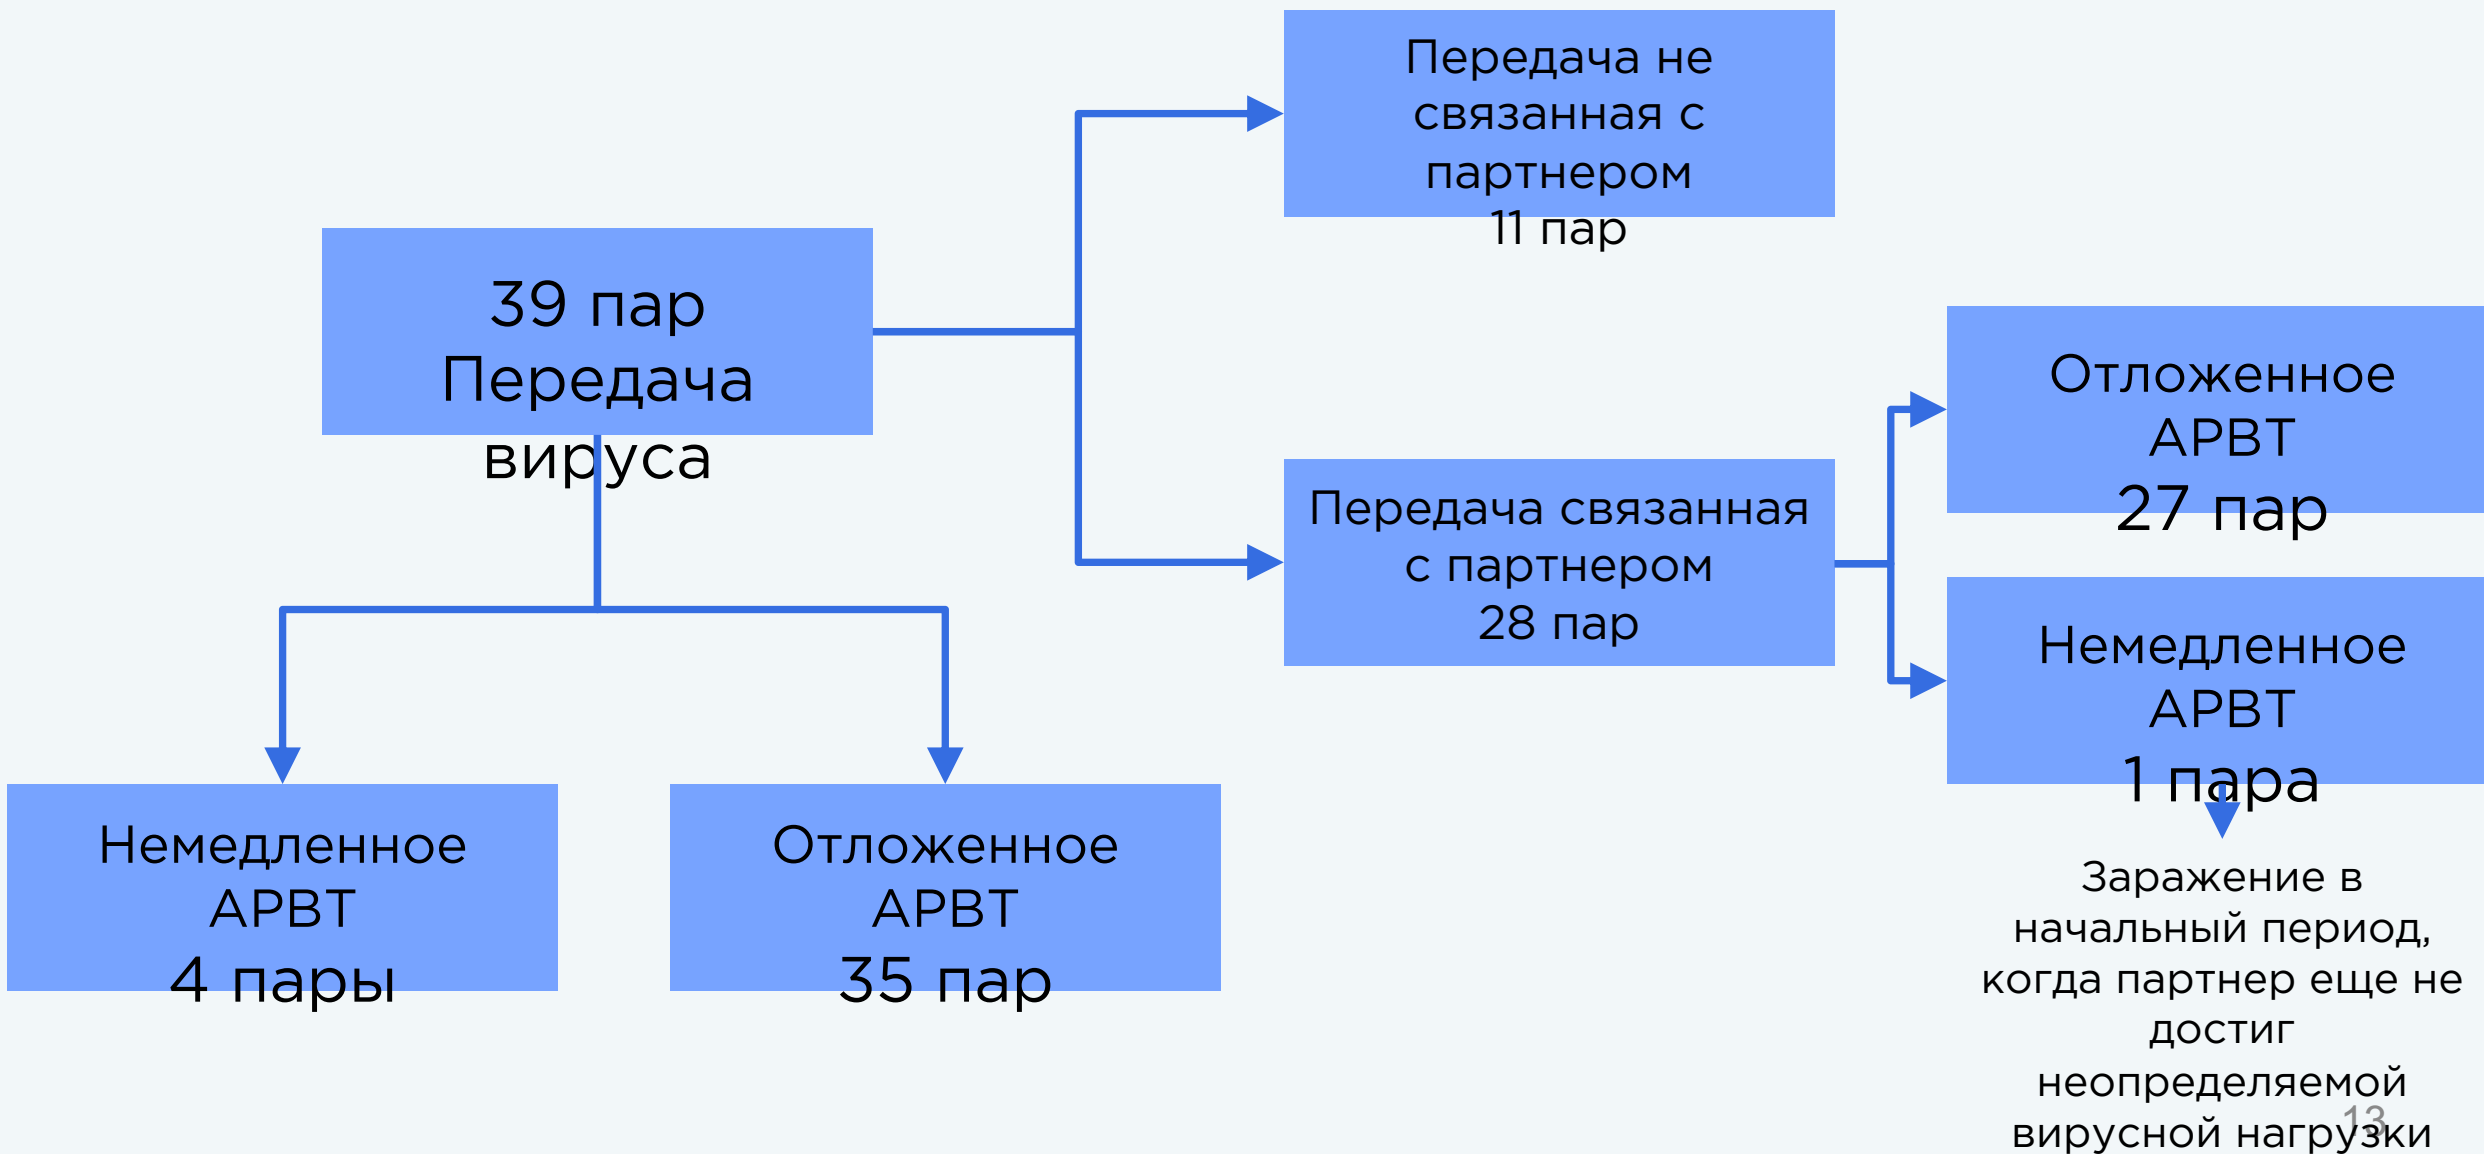 Передача не
связанная с
партнером
11 пар
39 пар
Передача
вируса
Передача связанная
с партнером
28 пар
Отложенное
АРВТ
27 пар
Немедленное
АРВТ
1 пара
Немедленное
АРВТ
4 пары
Отложенное
АРВТ
35 пар
Заражение в
начальный период,
когда партнер еще не
достиг
неопределяемой
вирусной нагрузки
13